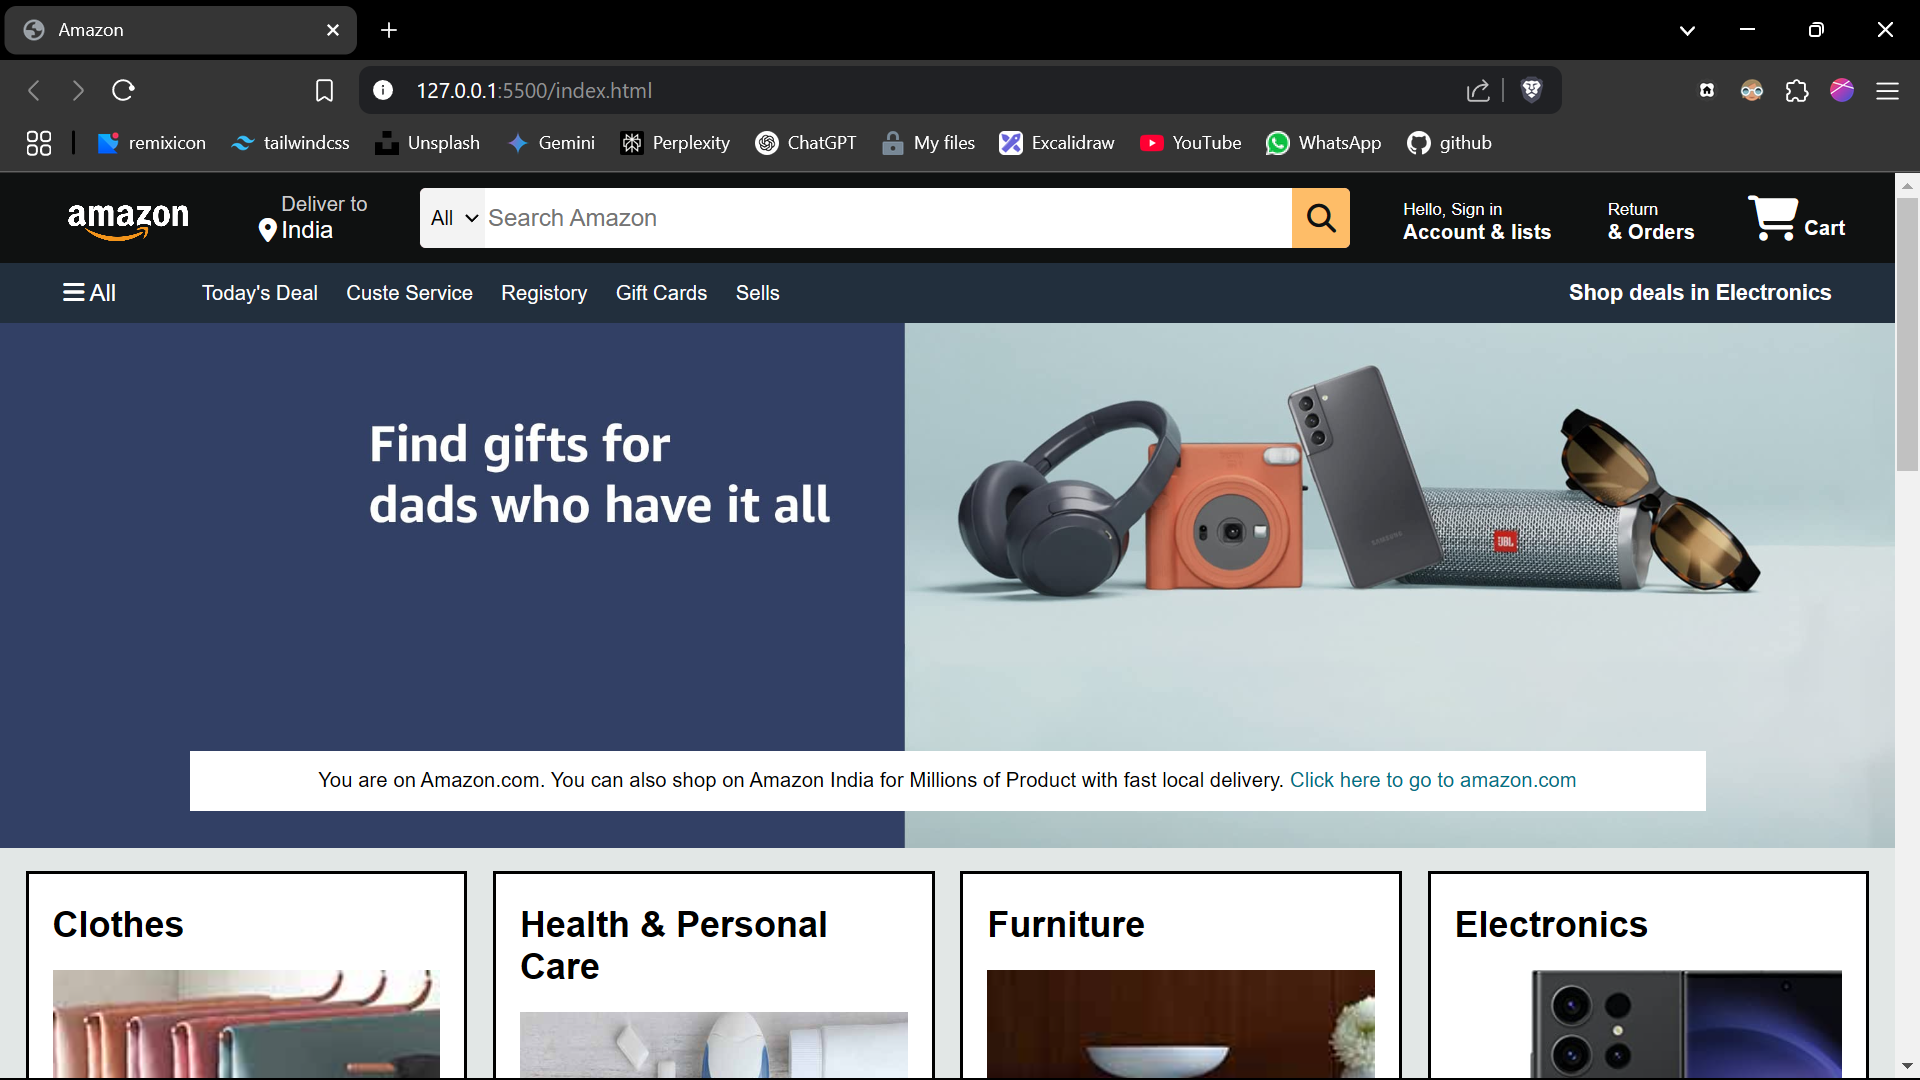 Amazon
127.0.0.1:5500/index.html
remixicon tailwindcss Unsplash Gemini Perplexity ChatGPT My files Excalidraw YouTube WhatsApp github
amazon
Deliver to
India
All Search Amazon
Hello, Sign in
Account & lists
Return
& Orders
Cart
All Today's Deal Custe Service Registory Gift Cards Sells Shop deals in Electronics
Find gifts for
dads who have it all
SAMSUNG
JBL
You are on Amazon.com. You can also shop on Amazon India for Millions of Product with fast local delivery. Click here to go to amazon.com
Clothes
Health & Personal
Care
Furniture
Electronics